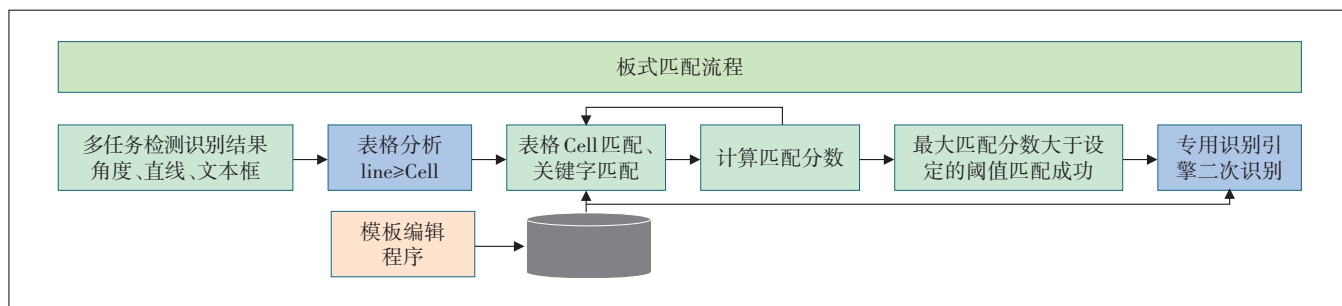 板式匹配流程
多任务检测识别结果
角度、直线、文本框
表格分析
line≥Cell
表格Cell匹配、
关键字匹配
计算匹配分数
最大匹配分数大于设
定的阈值匹配成功
专用识别引
擎二次识别
模板编辑
程序